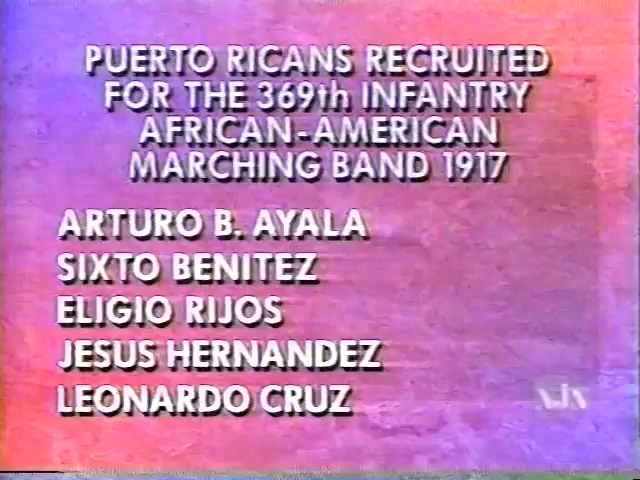 PUERTO RICANS RECRUITED
FOR THE 369th INFANTRY
AFRICAN-AMERICAN
MARCHING BAND 1917
ARTURO B. AYALA
SIXTO BENITEZ
ELIGIO RIJOS
JESUS HERNANDEZ
LEONARDO CRUZ